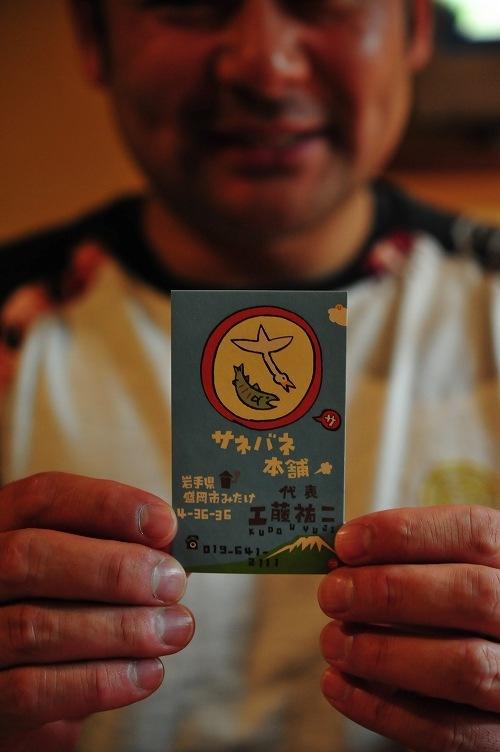 サ
サネバネ
本舗
岩手県
盛岡市みたけ
4-36-36
代表
工藤祐二
KUDO YUJI
019-641-
2111